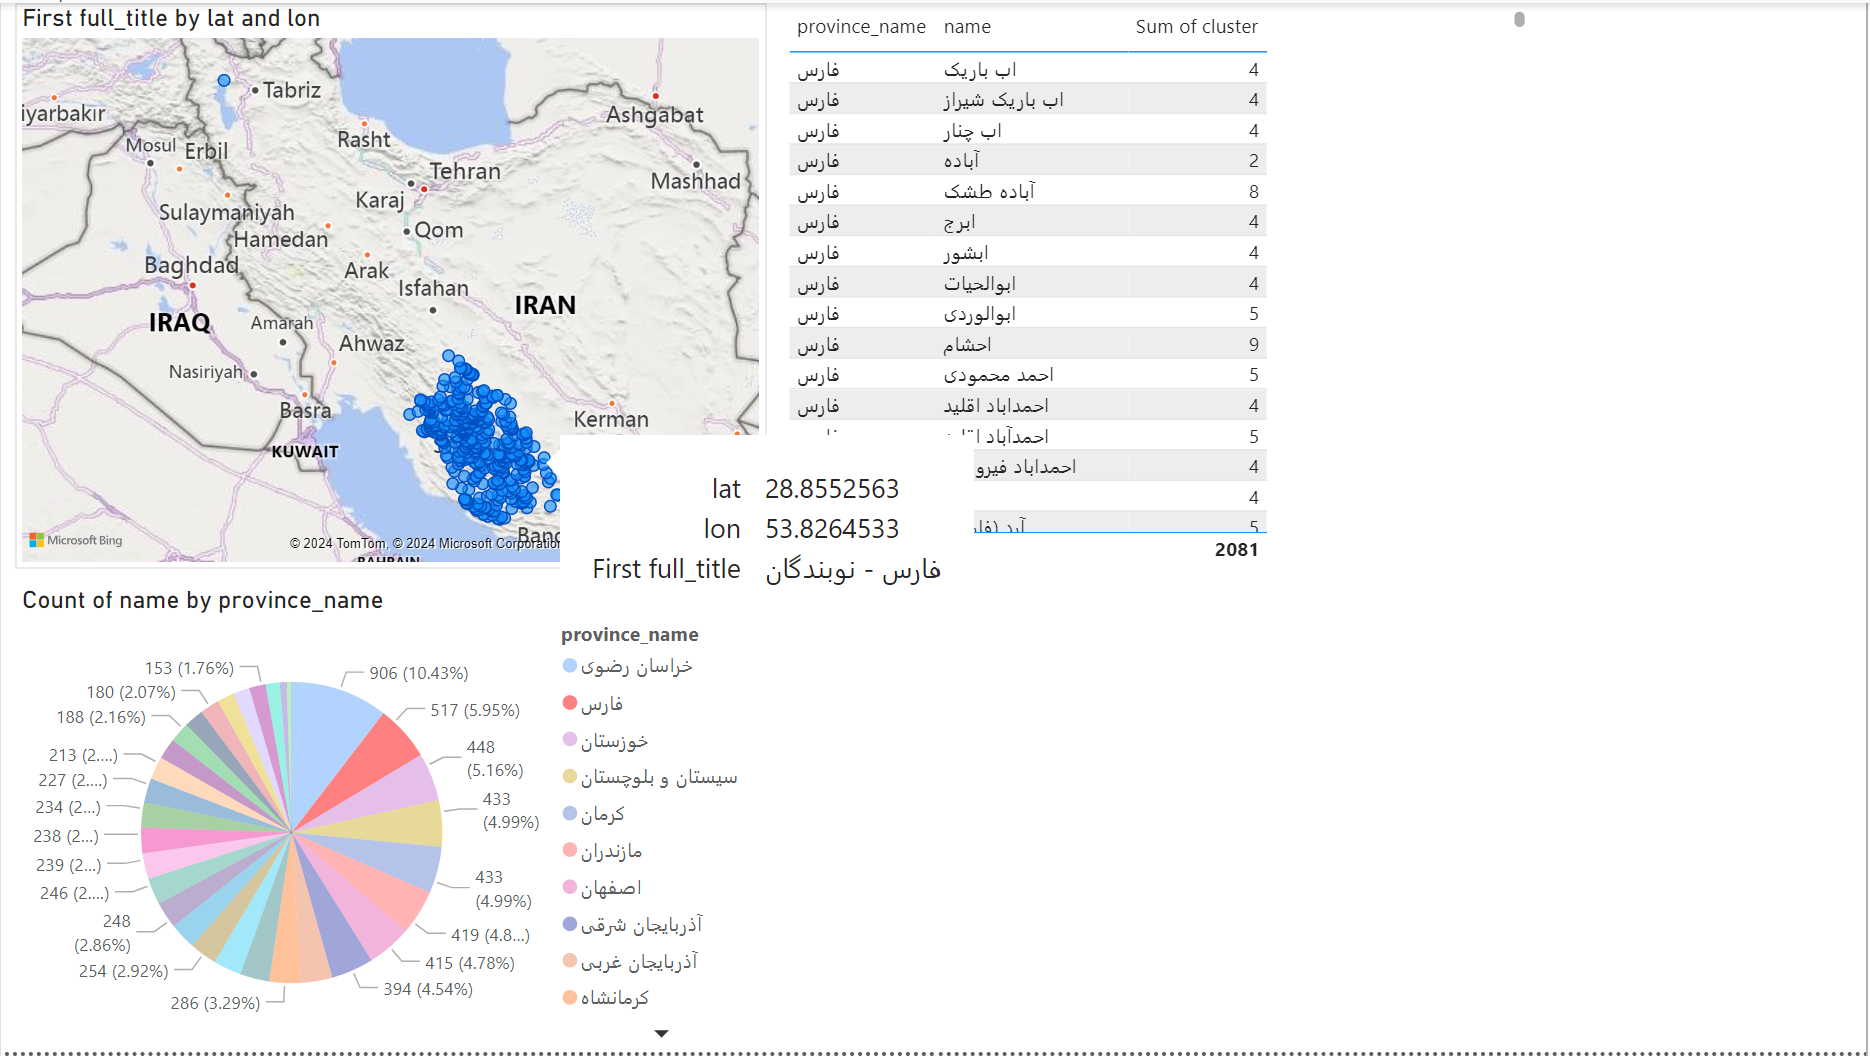 First full_title by lat and lon
Tabriz
iyarbakır
Ashgabat
Rasht
Mosul
Erbil
Tehran
Mashhad
Karaj
Sulaymaniyah
Qom
Hamedan
Baghdad
Arak
Isfahan
IRAN
IRAQ
Amarah
Ahwaz
Nasiriyah
Basra
Kerman
KUWAIT
Microsoft Bing
© 2024 TomTom, © 2024 Microsoft Corporation
Band
BAHRAIN
lat 28.8552563
lon 53.8264533
First full_title فارس - نوبندگان
province_name name Sum of cluster
فارس اب باریک 4
فارس اب باریک شیراز 4
فارس اب چنار 4
فارس آباده 2
فارس آباده طشک 8
فارس ابرج 4
فارس ابشور 4
فارس ابوالحیات 4
فارس ابوالوردی 5
فارس احشام 9
فارس احمد محمودی 5
فارس احمداباد اقلید 4
احمدآباد 5
احمداباد فیرو 4
4
آرد (فار 5
2081
Count of name by province_name
153 (1.76%)
180 (2.07%)
188 (2.16%)
213 (2....)
227 (2....)
234 (2...)
238 (2...)
239 (2...)
246 (2....)
248
(2.86%)
254 (2.92%)
286 (3.29%)
906 (10.43%)
517 (5.95%)
448
(5.16%)
433
(4.99%)
433
(4.99%)
419 (4.8...)
415 (4.78%)
394 (4.54%)
province_name
خراسان رضوی
فارس
خوزستان
سیستان و بلوچستان
کرمان
مازندران
اصفهان
آذربایجان شرقی
آذربایجان غربی
کرمانشاه